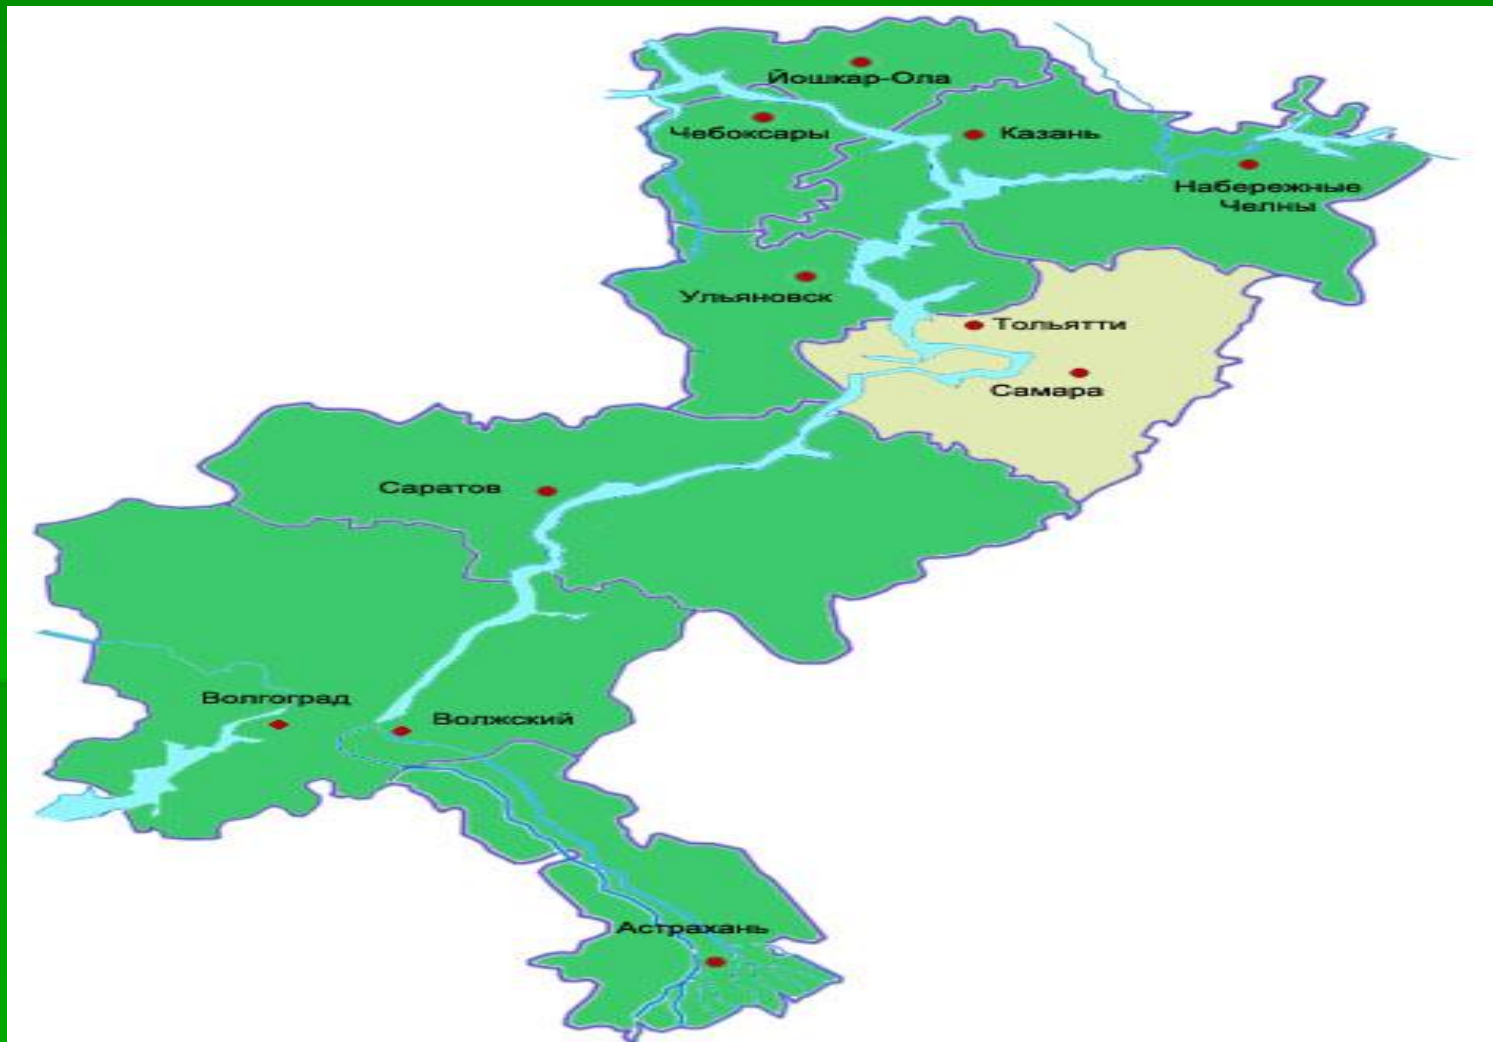 Йошкар-Ола
Чебоксары
Казань
Набережные
Челны
Ульяновск
Тольятти
Самара
Саратов
Волгоград
Волжский
Астрахань